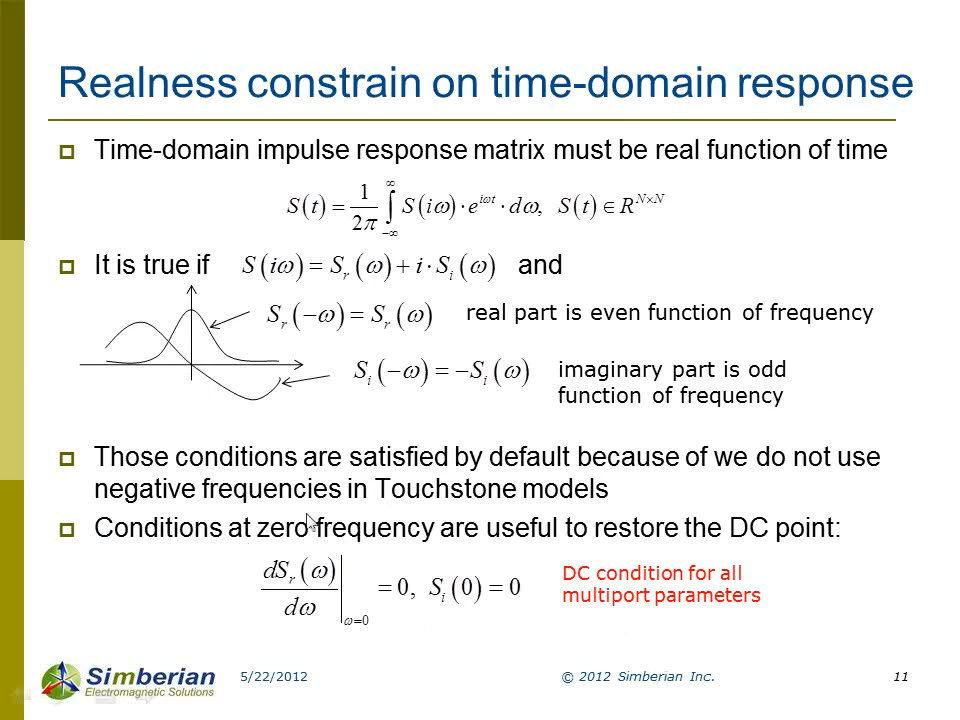 Realness constrain on time-domain response
Time-domain impulse response matrix must be real function of time
S(t) = 1/2π ∫_{-∞}^{∞} S(iω)·e^{iωt}·dω, S(t) ∈ R^{N×N}
It is true if S(iω) = S_r(ω) + i·S_i(ω) and
S_r(−ω) = S_r(ω) real part is even function of frequency
S_i(−ω) = −S_i(ω) imaginary part is odd
function of frequency
Those conditions are satisfied by default because of we do not use
negative frequencies in Touchstone models
Conditions at zero frequency are useful to restore the DC point:
dS_r(ω)/dω |_{ω=0} = 0, S_i(0) = 0
DC condition for all
multiport parameters
Simberian
Electromagnetic Solutions
5/22/2012
© 2012 Simberian Inc.
11